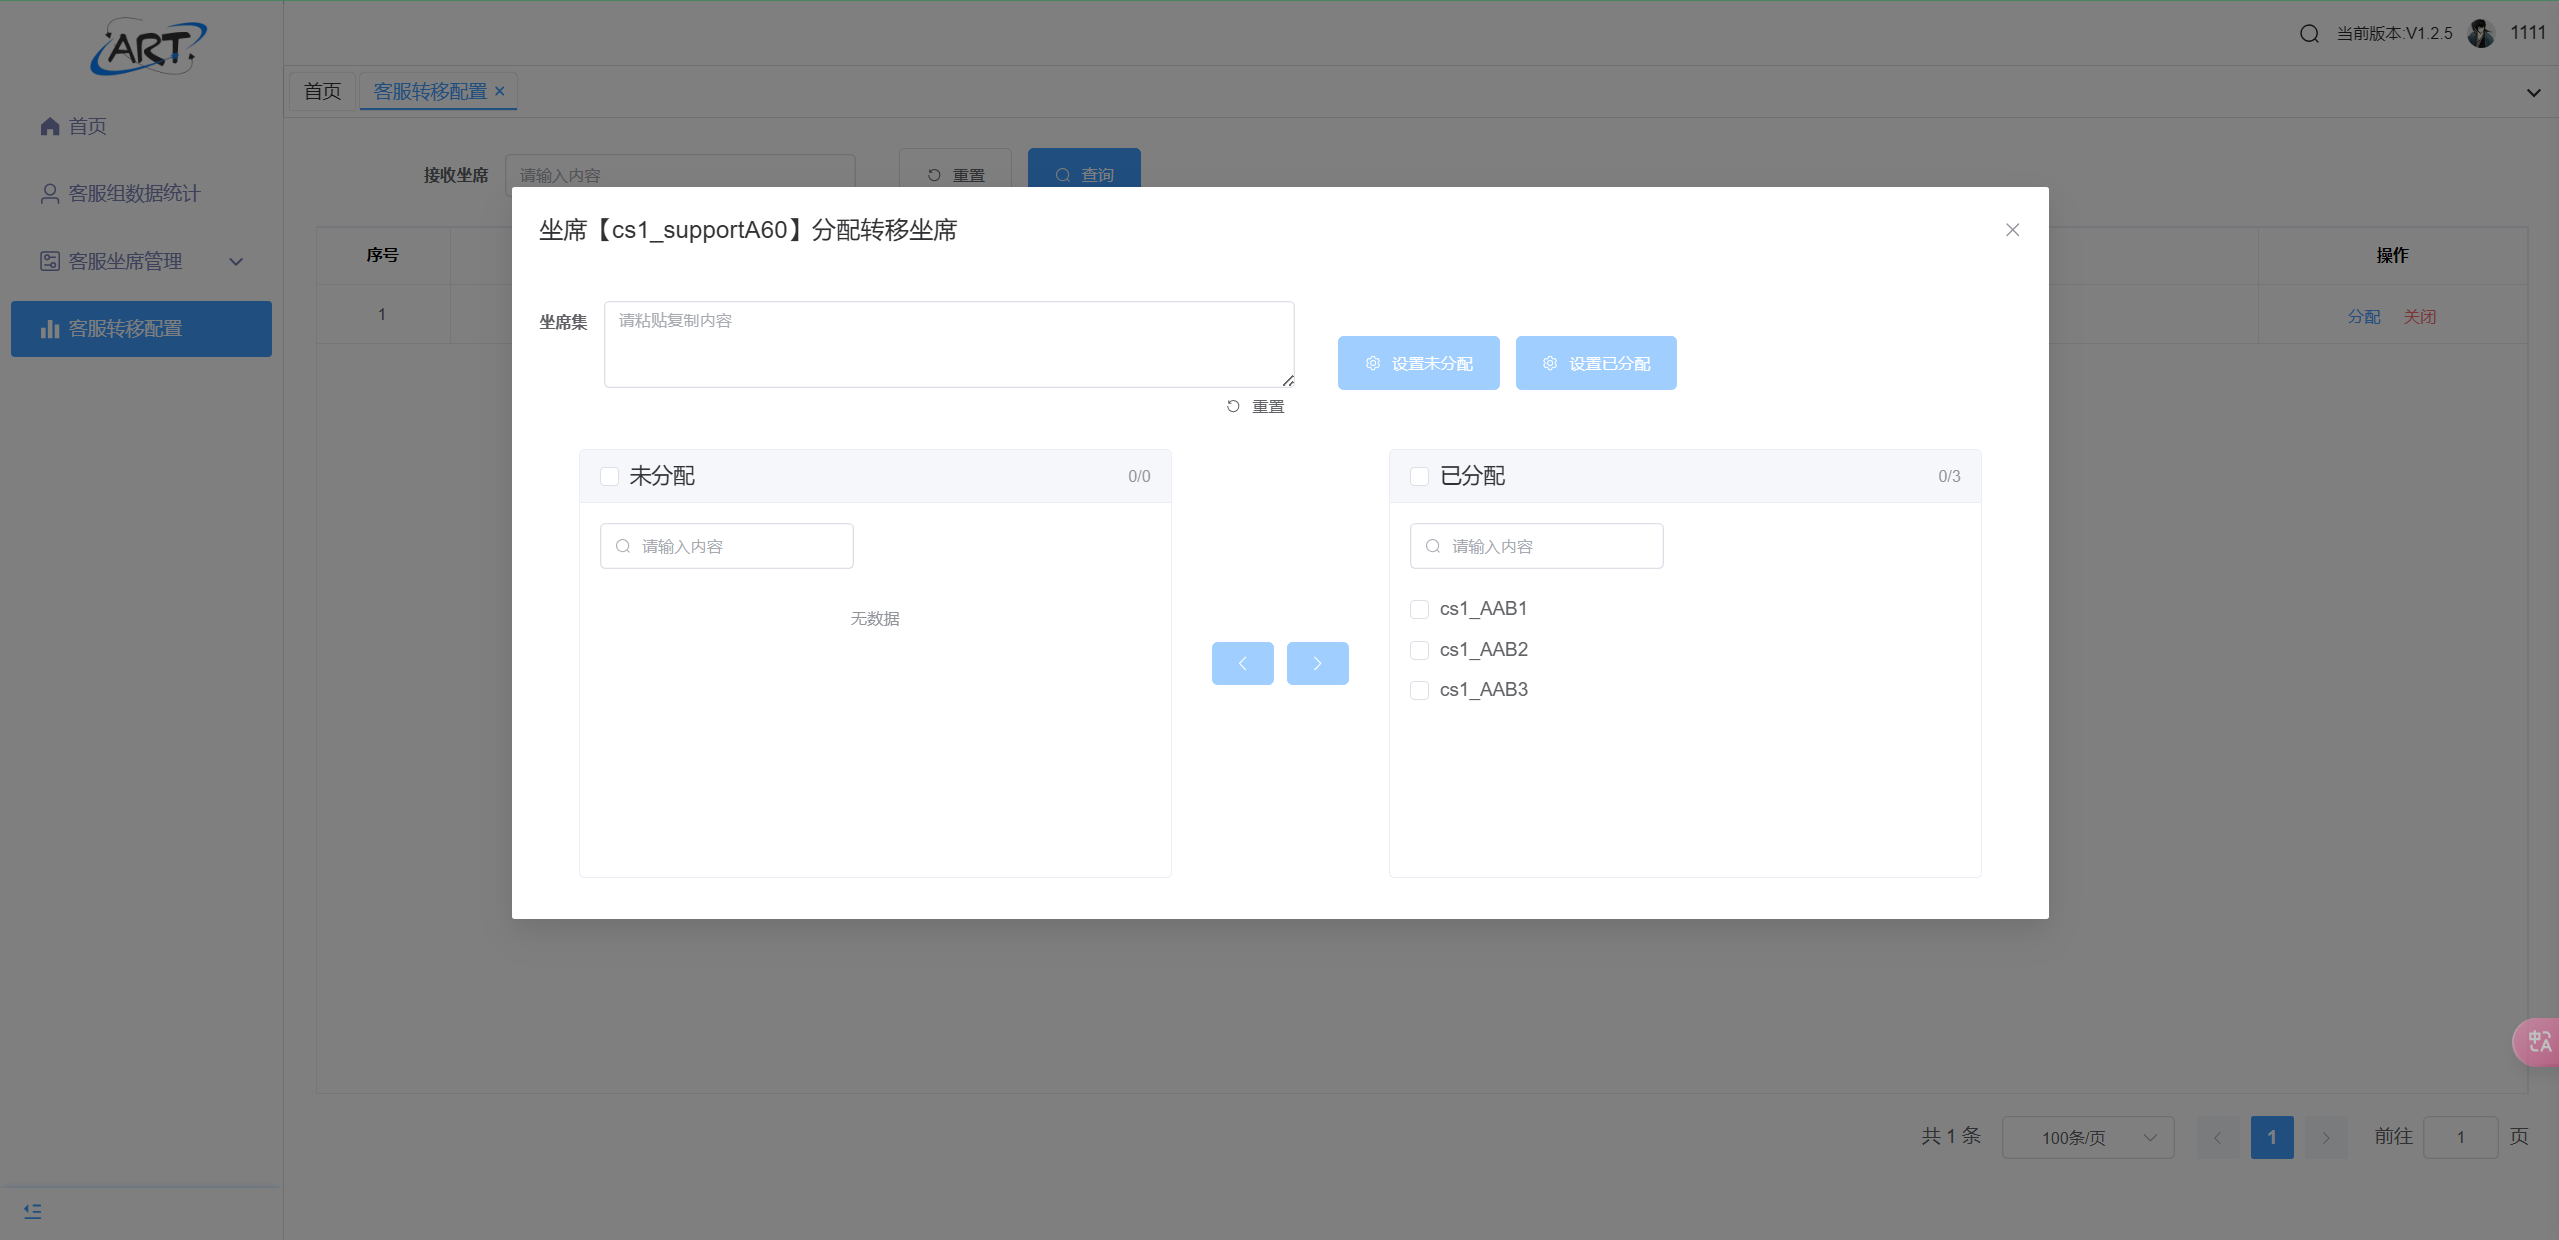 ART
首页
客服组数据统计
客服坐席管理
客服转移配置
当前版本:V1.2.5
1111
首页
客服转移配置
接收坐席
请输入内容
重置
查询
序号
操作
1
分配
关闭
坐席【cs1_supportA60】分配转移坐席
坐席集
请粘贴复制内容
重置
设置未分配
设置已分配
未分配
0/0
请输入内容
无数据
已分配
0/3
请输入内容
cs1_AAB1
cs1_AAB2
cs1_AAB3
共 1 条
100条/页
1
前往
1
页
中A